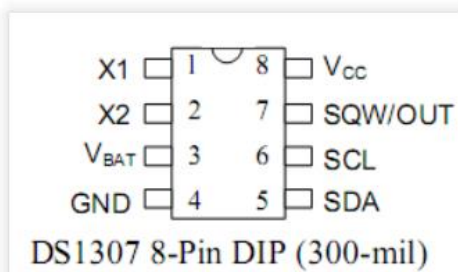 X1 1 8 VCC
X2 2 7 SQW/OUT
VBAT 3 6 SCL
GND 4 5 SDA
DS1307 8-Pin DIP (300-mil)